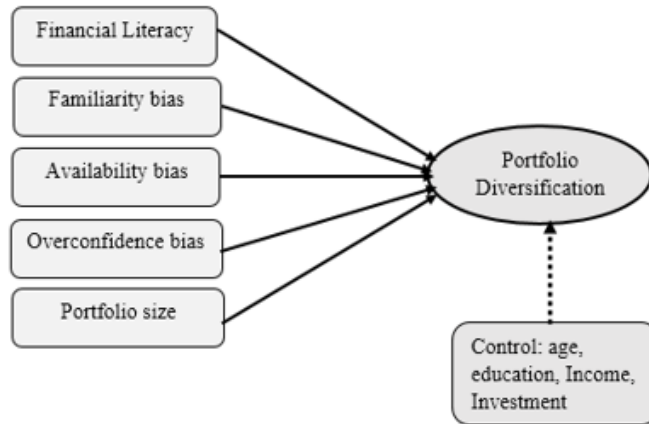 Financial Literacy
Familiarity bias
Availability bias
Overconfidence bias
Portfolio size
Portfolio
Diversification
Control: age,
education, Income,
Investment